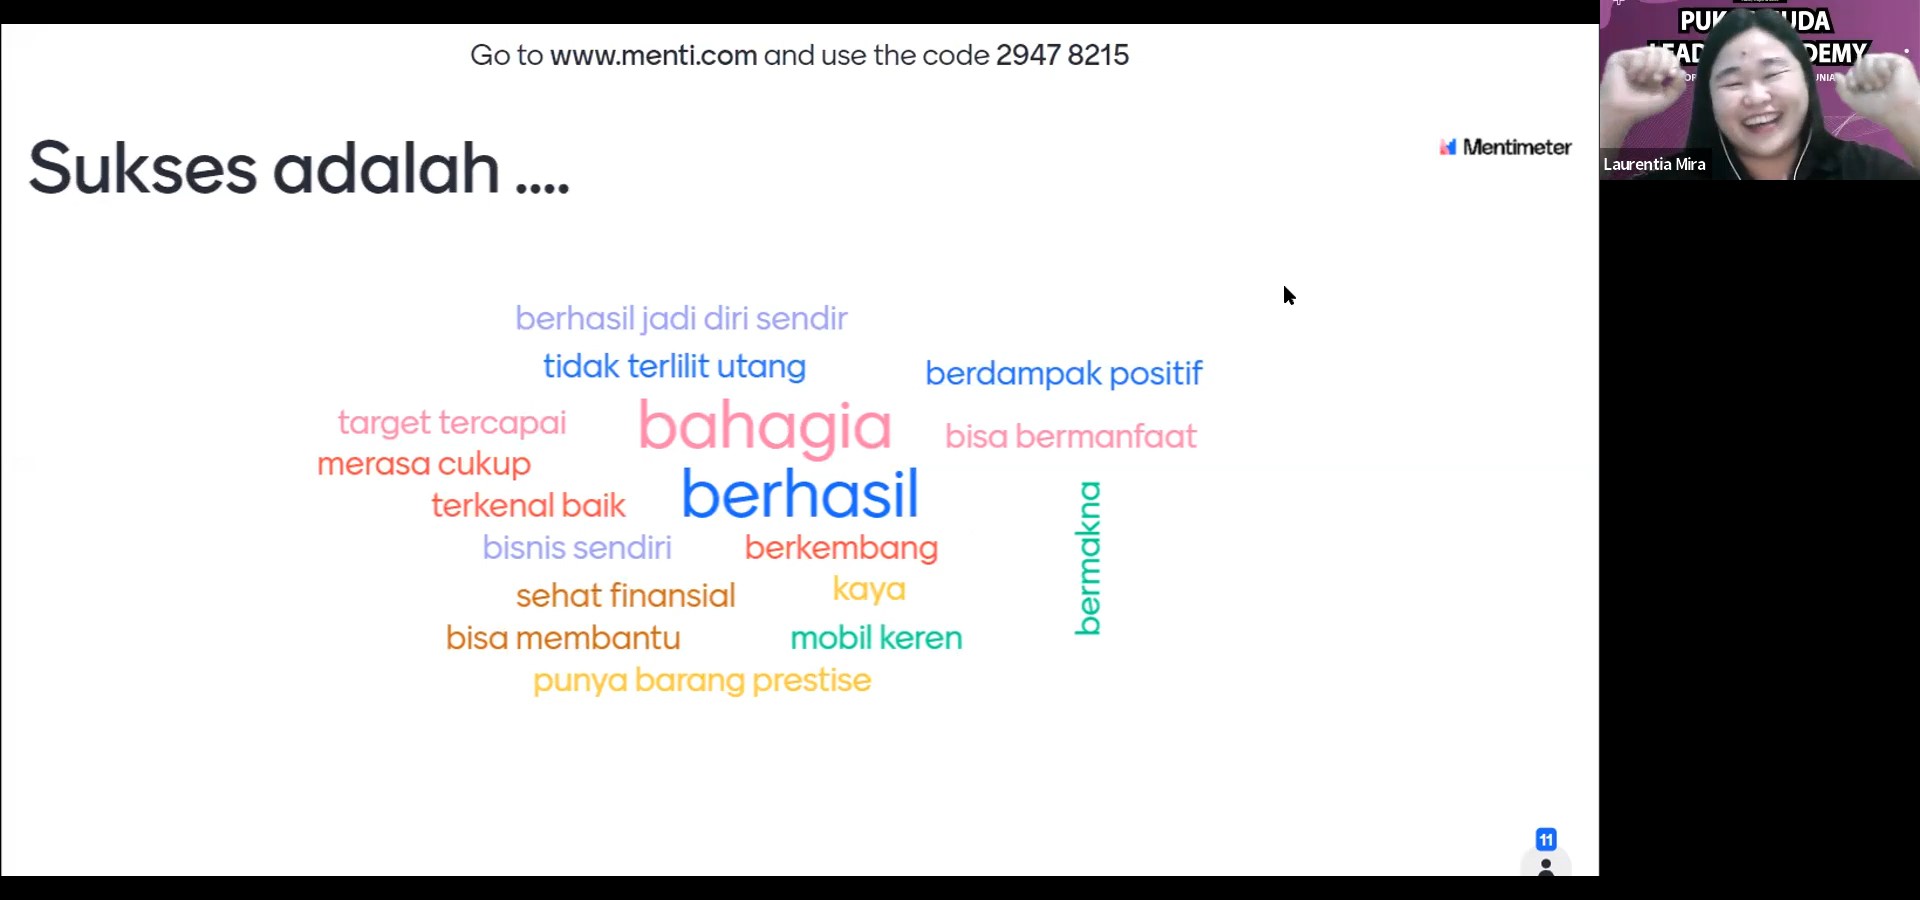 Go to www.menti.com and use the code 2947 8215
Sukses adalah ....
Mentimeter
berhasil jadi diri sendir
tidak terlilit utang
berdampak positif
target tercapai
bahagia
bisa bermanfaat
merasa cukup
berhasil
terkenal baik
bermakna
bisnis sendiri
berkembang
sehat finansial
kaya
bisa membantu
mobil keren
punya barang prestise
11
Laurentia Mira